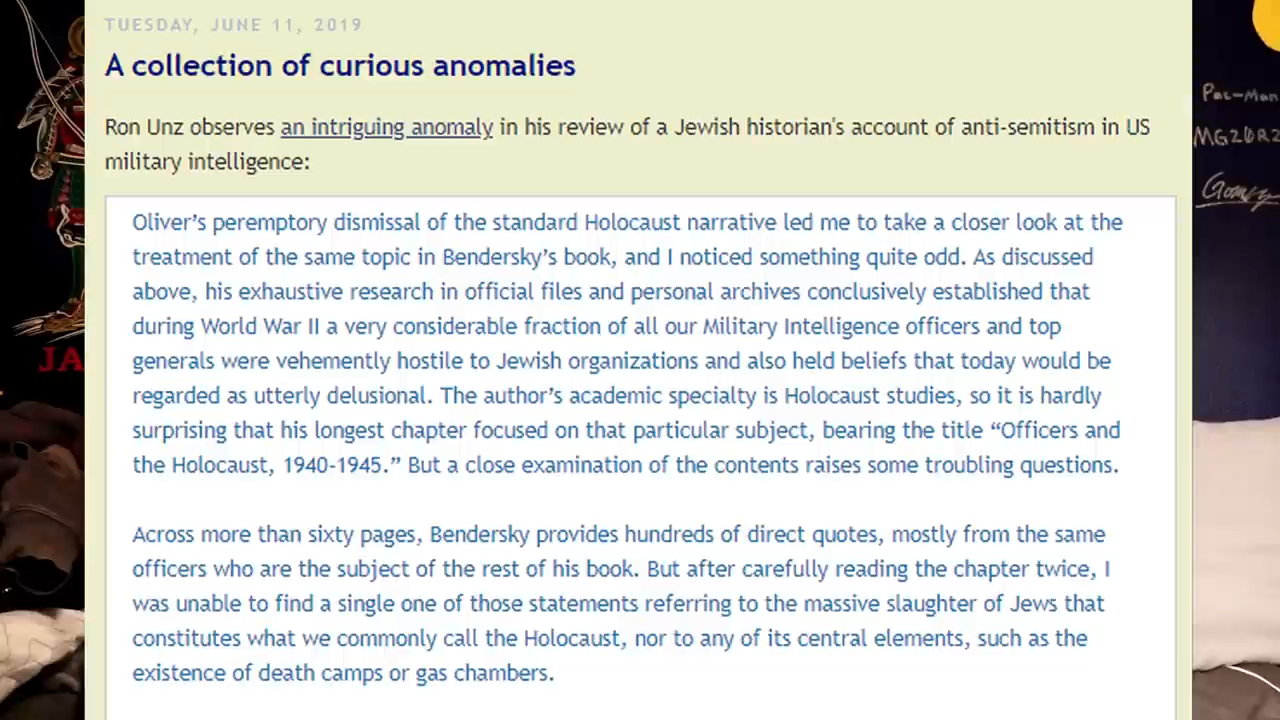 TUESDAY, JUNE 11, 2019
A collection of curious anomalies
Ron Unz observes an intriguing anomaly in his review of a Jewish historian's account of anti-semitism in US
military intelligence:
Oliver’s peremptory dismissal of the standard Holocaust narrative led me to take a closer look at the
treatment of the same topic in Bendersky’s book, and I noticed something quite odd. As discussed
above, his exhaustive research in official files and personal archives conclusively established that
during World War II a very considerable fraction of all our Military Intelligence officers and top
generals were vehemently hostile to Jewish organizations and also held beliefs that today would be
regarded as utterly delusional. The author’s academic specialty is Holocaust studies, so it is hardly
surprising that his longest chapter focused on that particular subject, bearing the title “Officers and
the Holocaust, 1940-1945.” But a close examination of the contents raises some troubling questions.
Across more than sixty pages, Bendersky provides hundreds of direct quotes, mostly from the same
officers who are the subject of the rest of his book. But after carefully reading the chapter twice, I
was unable to find a single one of those statements referring to the massive slaughter of Jews that
constitutes what we commonly call the Holocaust, nor to any of its central elements, such as the
existence of death camps or gas chambers.
JA
Pac-Man